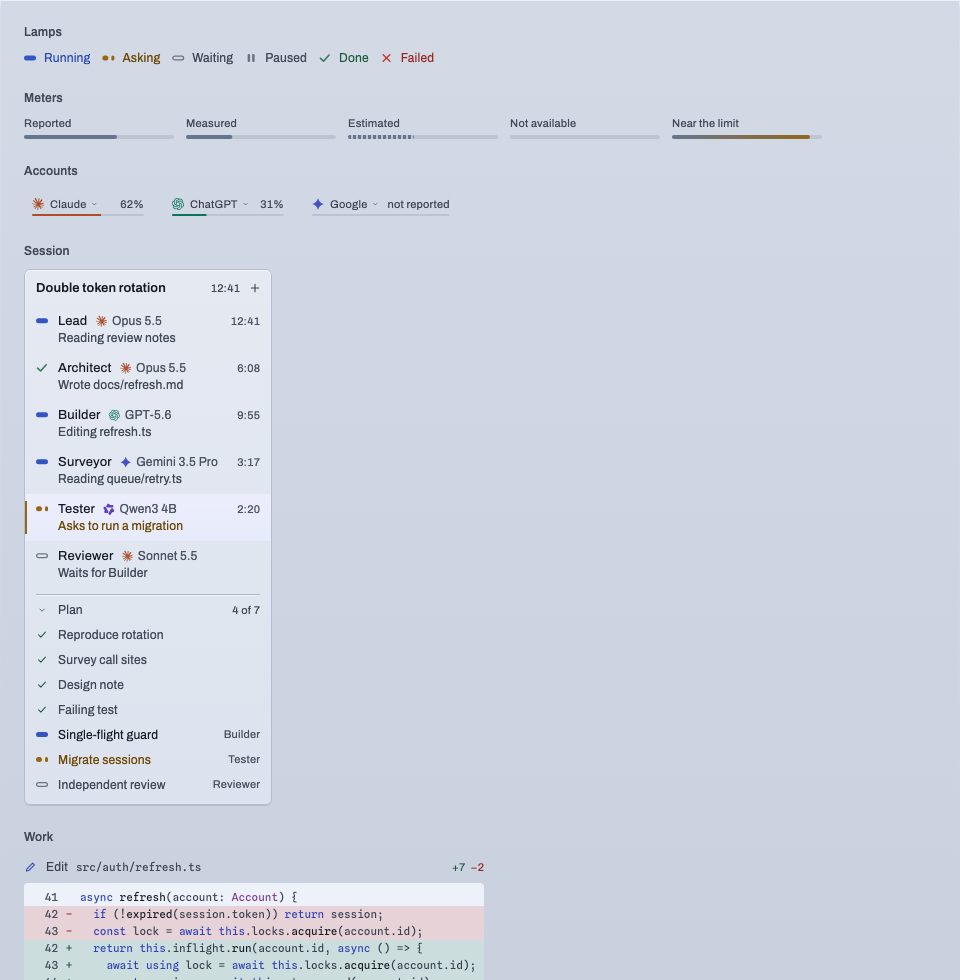 Lamps
Running Asking Waiting Paused Done Failed
Meters
Reported Measured Estimated Not available Near the limit
Accounts
Claude 62% ChatGPT 31% Google not reported
Session
Double token rotation 12:41 +
Lead Opus 5.5 12:41
Reading review notes
Architect Opus 5.5 6:08
Wrote docs/refresh.md
Builder GPT-5.6 9:55
Editing refresh.ts
Surveyor Gemini 3.5 Pro 3:17
Reading queue/retry.ts
Tester Qwen3 4B 2:20
Asks to run a migration
Reviewer Sonnet 5.5
Waits for Builder
Plan 4 of 7
Reproduce rotation
Survey call sites
Design note
Failing test
Single-flight guard Builder
Migrate sessions Tester
Independent review Reviewer
Work
Edit src/auth/refresh.ts +7 −2
41 async refresh(account: Account) {
42 − if (!expired(session.token)) return session;
43 − const lock = await this.locks.acquire(account.id);
42 + return this.inflight.run(account.id, async () => {
43 + await using lock = await this.locks.acquire(account.id);